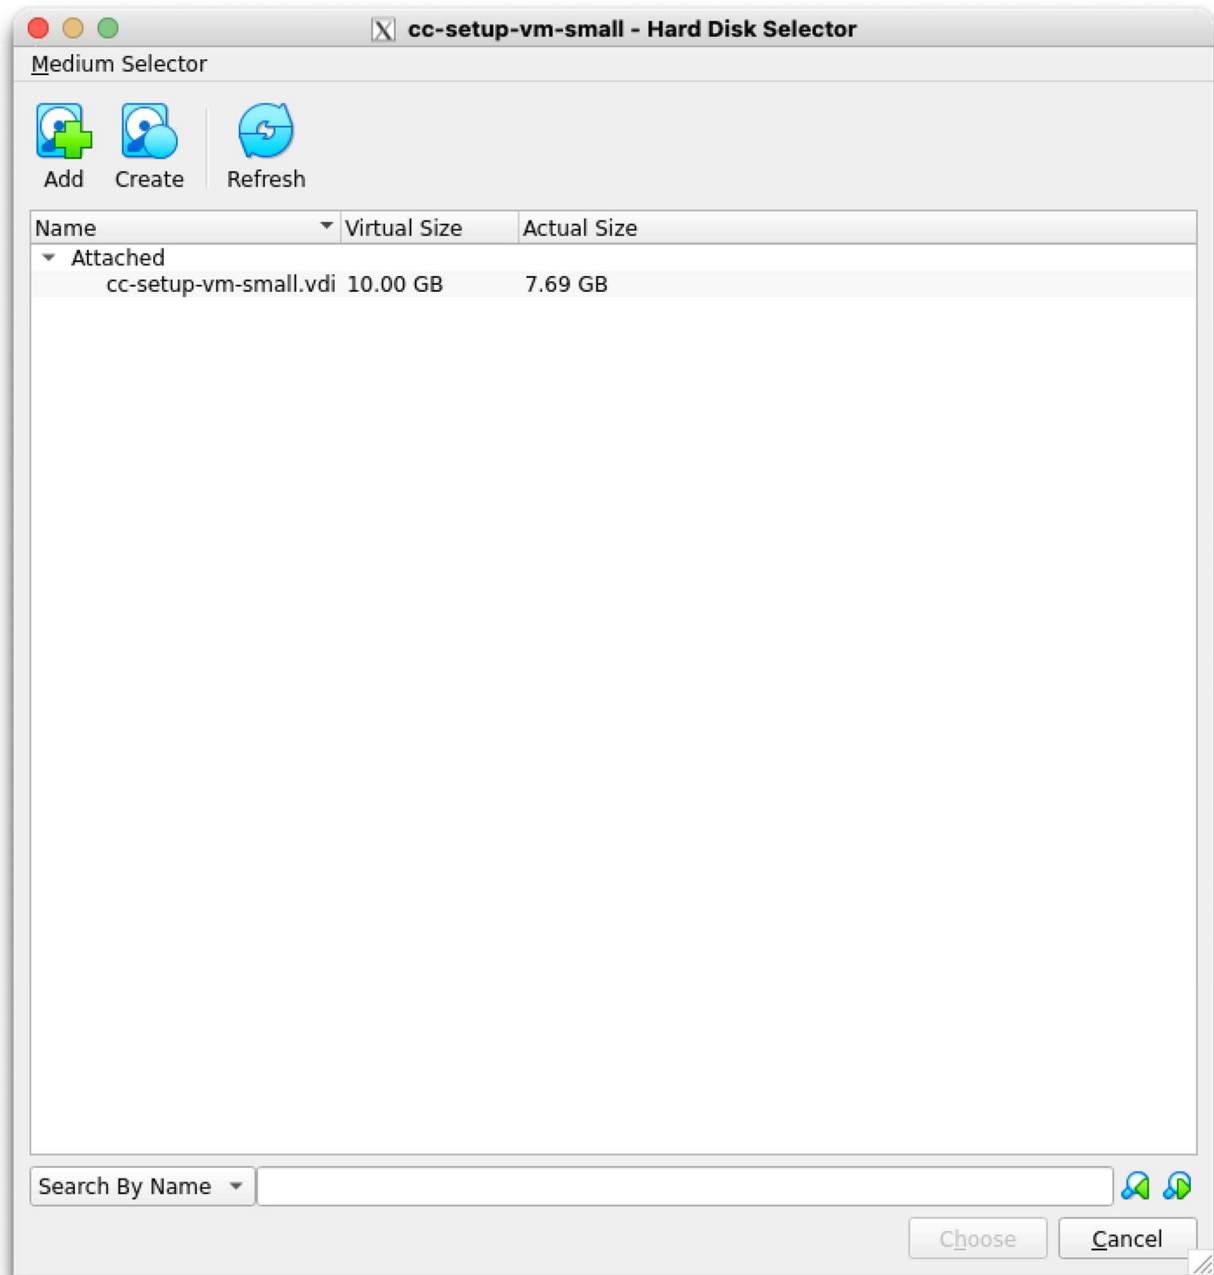 cc-setup-vm-small - Hard Disk Selector
Medium Selector
Add Create Refresh
Name Virtual Size Actual Size
Attached
cc-setup-vm-small.vdi 10.00 GB 7.69 GB
Search By Name
Choose Cancel